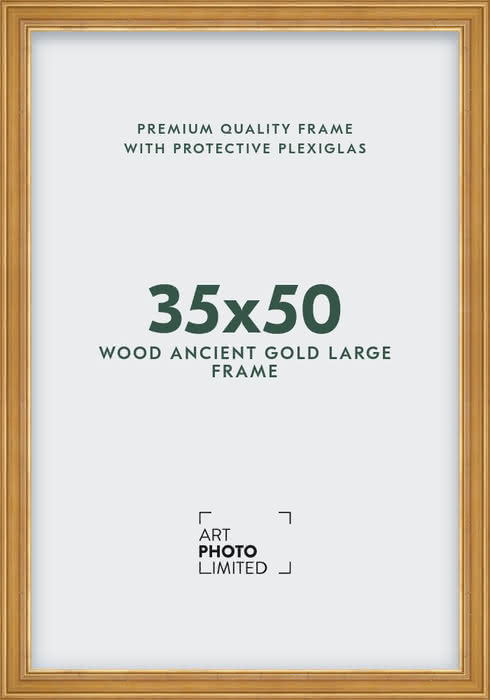 PREMIUM QUALITY FRAME
WITH PROTECTIVE PLEXIGLAS
35x50
WOOD ANCIENT GOLD LARGE
FRAME
ART
PHOTO
LIMITED